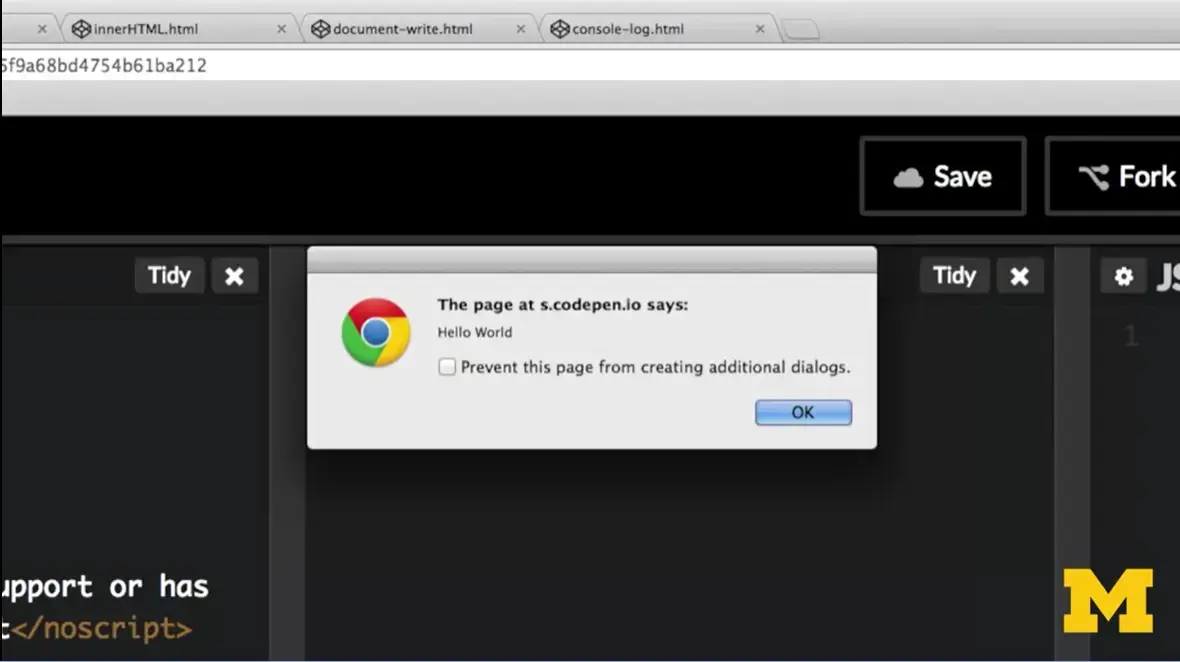 innerHTML.html
document-write.html
console-log.html
5f9a68bd4754b61ba212
Save
Fork
Tidy
Tidy
JS
The page at s.codepen.io says:
Hello World
Prevent this page from creating additional dialogs.
OK
1
upport or has
t</noscript>
M